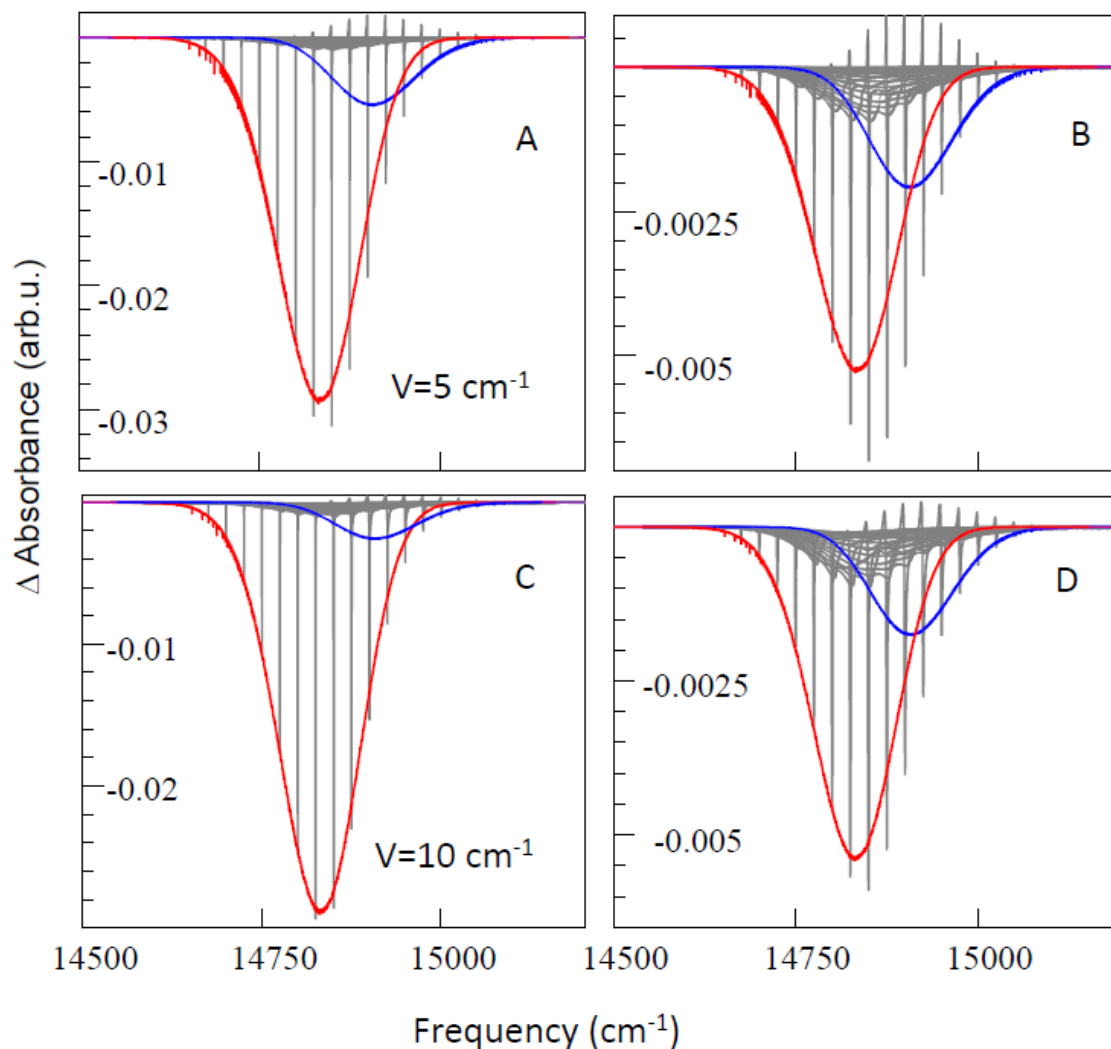 A
-0.01
-0.02
-0.03
V=5 cm⁻¹
B
-0.0025
-0.005
Δ Absorbance (arb.u.)
C
-0.01
-0.02
V=10 cm⁻¹
D
-0.0025
-0.005
14500 14750 15000
14500 14750 15000
Frequency (cm⁻¹)